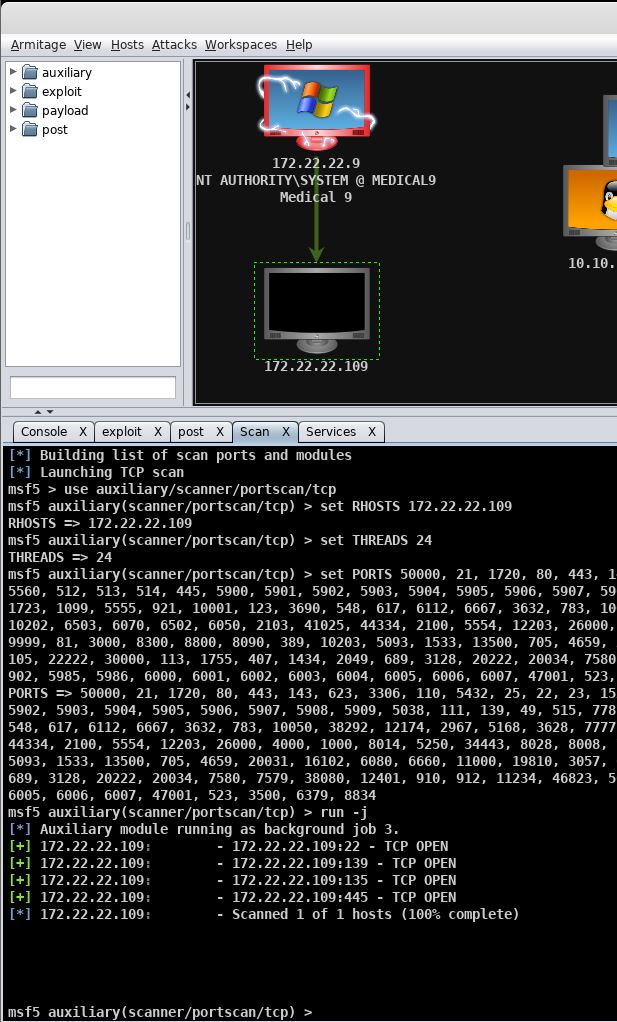 Armitage View Hosts Attacks Workspaces Help
auxiliary
exploit
payload
post
172.22.22.9
NT AUTHORITY\SYSTEM @ MEDICAL9
Medical 9
10.10.
172.22.22.109
Console X exploit X post X Scan X Services X
[*] Building list of scan ports and modules
[*] Launching TCP scan
msf5 > use auxiliary/scanner/portscan/tcp
msf5 auxiliary(scanner/portscan/tcp) > set RHOSTS 172.22.22.109
RHOSTS => 172.22.22.109
msf5 auxiliary(scanner/portscan/tcp) > set THREADS 24
THREADS => 24
msf5 auxiliary(scanner/portscan/tcp) > set PORTS 50000, 21, 1720, 80, 443, 1
5560, 512, 513, 514, 445, 5900, 5901, 5902, 5903, 5904, 5905, 5906, 5907, 59
1723, 1099, 5555, 921, 10001, 123, 3690, 548, 617, 6112, 6667, 3632, 783, 10
10202, 6503, 6070, 6502, 6050, 2103, 41025, 44334, 2100, 5554, 12203, 26000,
9999, 81, 3000, 8300, 8800, 8090, 389, 10203, 5093, 1533, 13500, 705, 4659,
105, 22222, 30000, 113, 1755, 407, 1434, 2049, 689, 3128, 20222, 20034, 7580
902, 5985, 5986, 6000, 6001, 6002, 6003, 6004, 6005, 6006, 6007, 47001, 523,
PORTS => 50000, 21, 1720, 80, 443, 143, 623, 3306, 110, 5432, 25, 22, 23, 15
5902, 5903, 5904, 5905, 5906, 5907, 5908, 5909, 5038, 111, 139, 49, 515, 778
548, 617, 6112, 6667, 3632, 783, 10050, 38292, 12174, 2967, 5168, 3628, 7777
44334, 2100, 5554, 12203, 26000, 4000, 1000, 8014, 5250, 34443, 8028, 8008,
5093, 1533, 13500, 705, 4659, 20031, 16102, 6080, 6660, 11000, 19810, 3057,
689, 3128, 20222, 20034, 7580, 7579, 38080, 12401, 910, 912, 11234, 46823, 5
6005, 6006, 6007, 47001, 523, 3500, 6379, 8834
msf5 auxiliary(scanner/portscan/tcp) > run -j
[*] Auxiliary module running as background job 3.
[+] 172.22.22.109: - 172.22.22.109:22 - TCP OPEN
[+] 172.22.22.109: - 172.22.22.109:139 - TCP OPEN
[+] 172.22.22.109: - 172.22.22.109:135 - TCP OPEN
[+] 172.22.22.109: - 172.22.22.109:445 - TCP OPEN
[*] 172.22.22.109: - Scanned 1 of 1 hosts (100% complete)
msf5 auxiliary(scanner/portscan/tcp) >